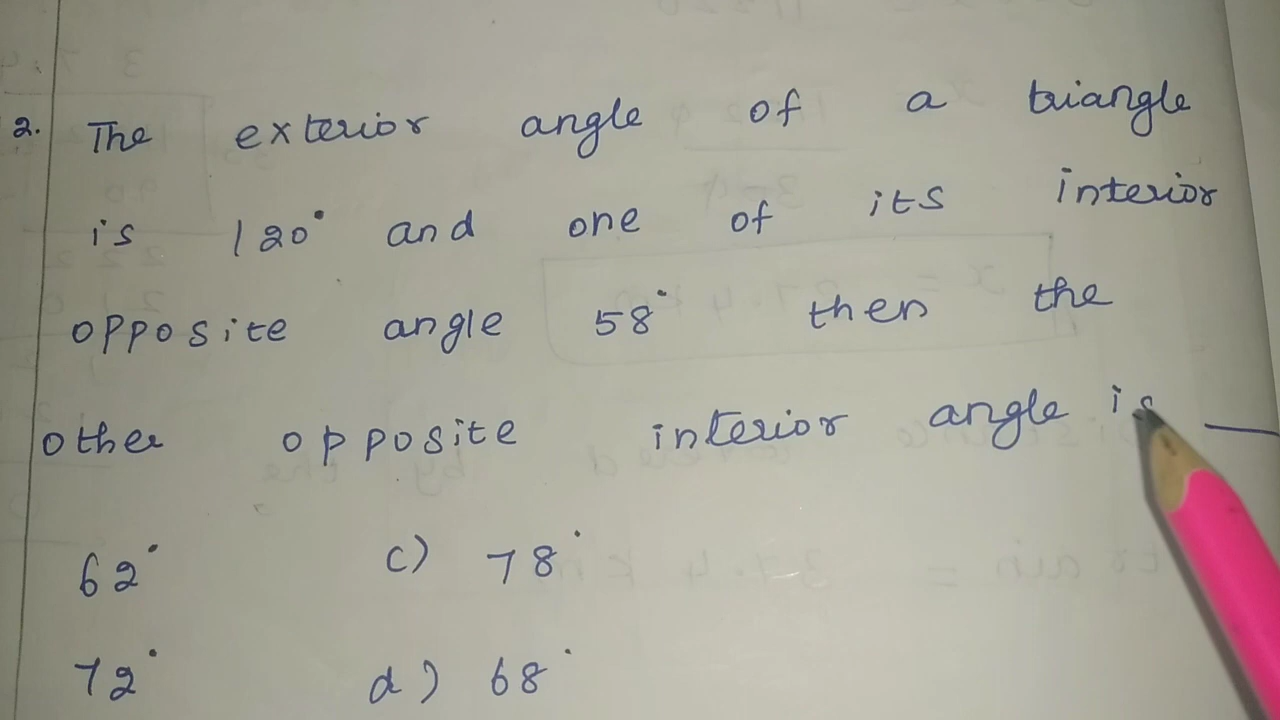 2. The exterior angle of a triangle
is 120° and one of its interior
opposite angle 58° then the
other opposite interior angle is __
62° c) 78°
72° d) 68°